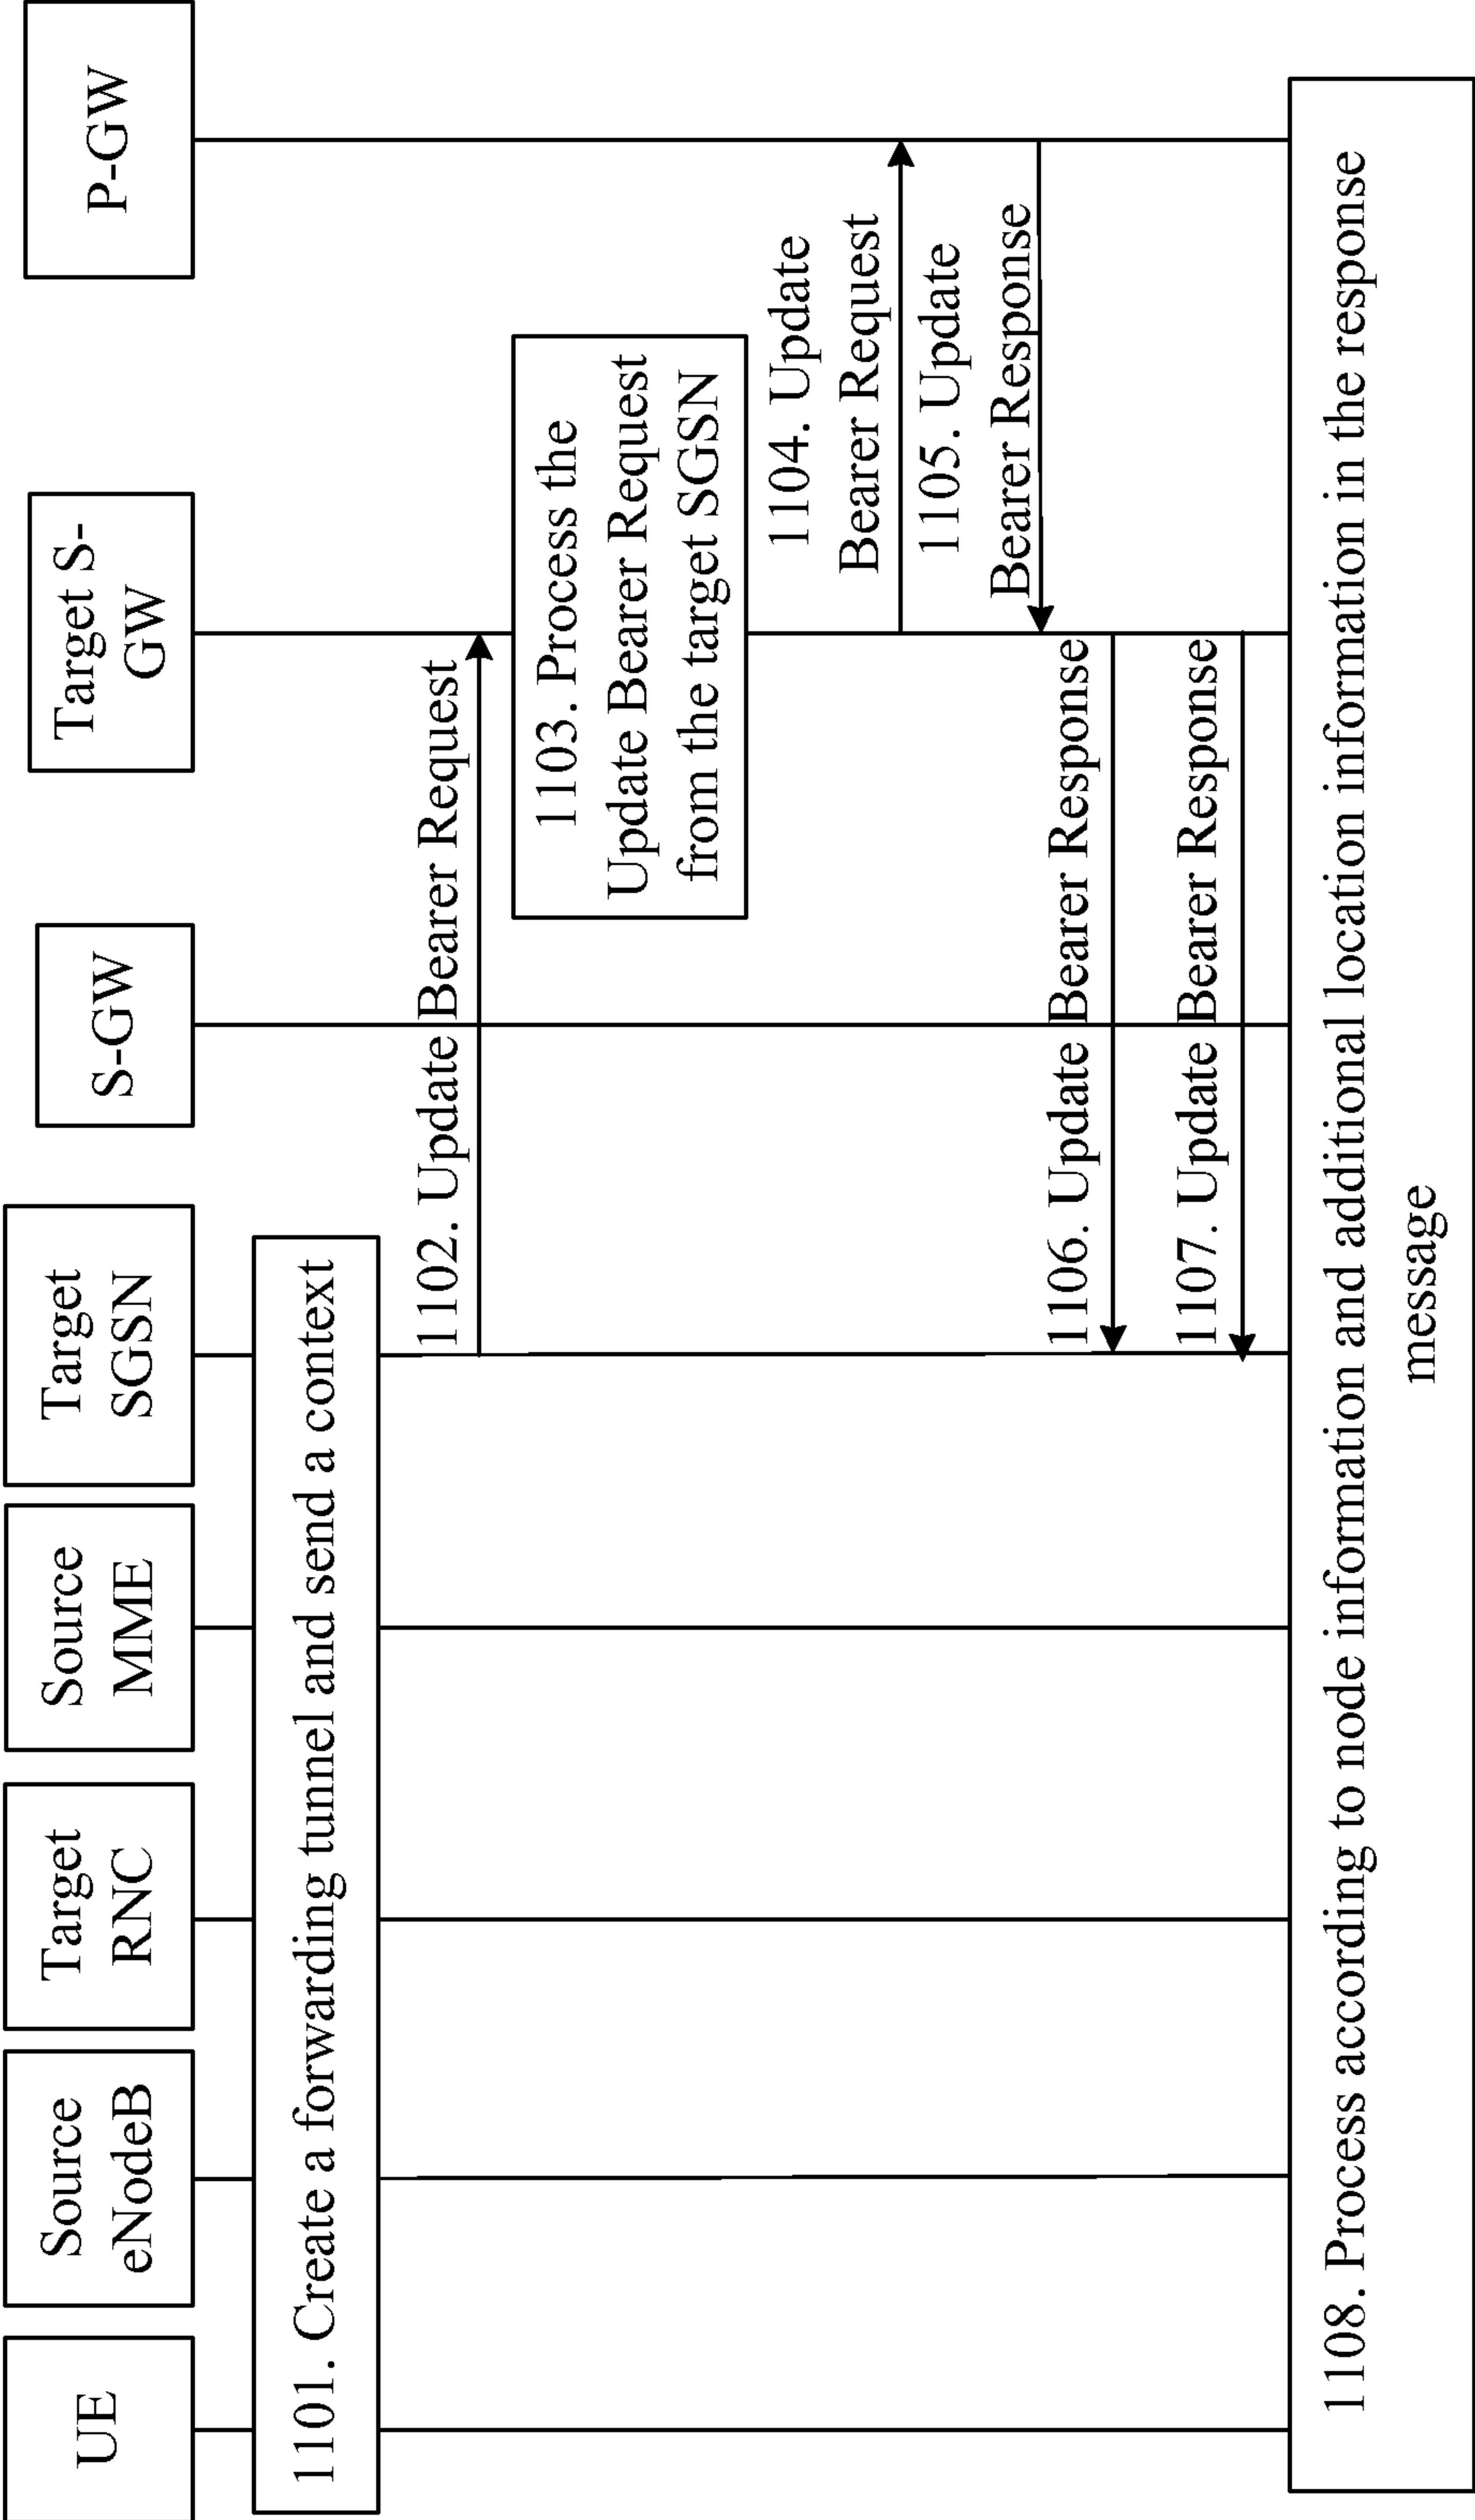 UE
Source
eNodeB
Target
RNC
Source
MME
Target
SGSN
S-GW
Target S-
GW
P-GW
1101. Create a forwarding tunnel and send a context
1102. Update Bearer Request
1103. Process the
Update Bearer Request
from the target SGSN
1104. Update
Bearer Request
1105. Update
Bearer Response
1106. Update Bearer Response
1107. Update Bearer Response
1108. Process according to node information and additional location information in the response
message